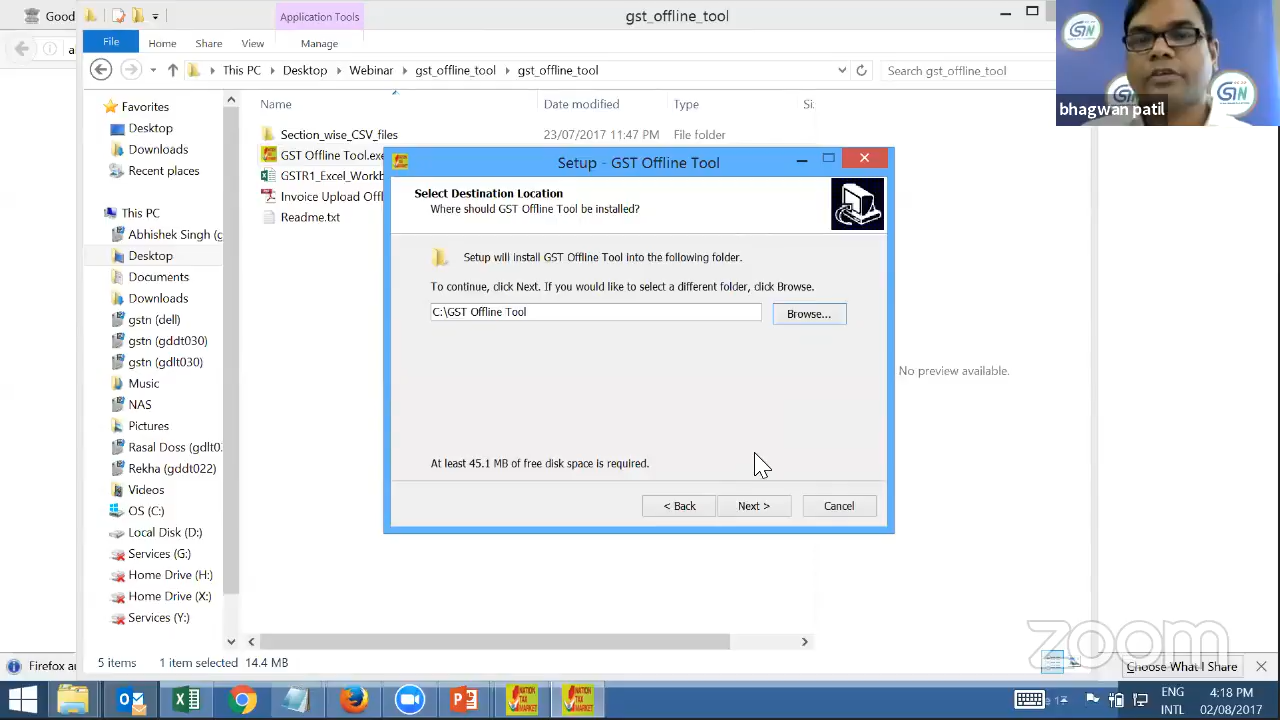 Good
Application Tools
gst_offline_tool
File
Home
Share
View
Manage
This PC
Desktop
Webinar
gst_offline_tool
gst_offline_tool
Search gst_offline_tool
bhagwan patil
Favorites
Desktop
Downloads
Recent places
This PC
Abhishek Singh (g
Desktop
Documents
Downloads
gstn (dell)
gstn (gddt030)
gstn (gdlt030)
Music
NAS
Pictures
Rasal Doss (gdlt0
Rekha (gddt022)
Videos
OS (C:)
Local Disk (D:)
Services (G:)
Home Drive (H:)
Home Drive (X:)
Services (Y:)
Name
Date modified
Type
Si
Section_wise_CSV_files
23/07/2017 11:47 PM
File folder
GST Offline Tool.exe
GSTR1_Excel_Workb
Invoice Upload Off
Readme.txt
Setup - GST Offline Tool
Select Destination Location
Where should GST Offline Tool be installed?
Setup will install GST Offline Tool into the following folder.
To continue, click Next. If you would like to select a different folder, click Browse.
C:\GST Offline Tool
Browse...
At least 45.1 MB of free disk space is required.
< Back
Next >
Cancel
No preview available.
zoom
5 items
1 item selected
14.4 MB
Firefox au
Choose What I Share
ENG
INTL
4:18 PM
02/08/2017